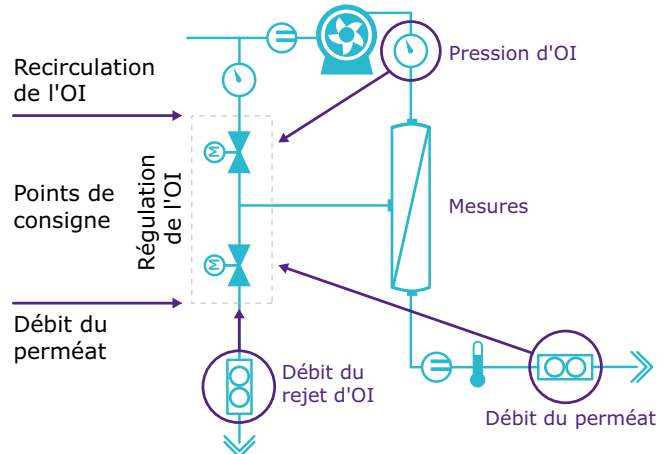 Recirculation
de l'OI
Points de
consigne
Débit du
perméat
Régulation
de l'OI
M
M
Pression d'OI
Mesures
Débit du
rejet d'OI
Débit du perméat